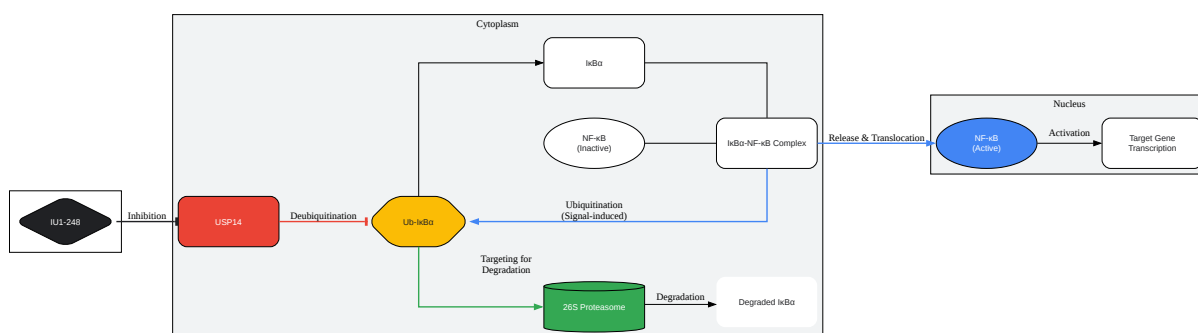 Cytoplasm
IκBα
Nucleus
NF-κB
(Inactive)
IκBα-NF-κB Complex
Release & Translocation
NF-κB
(Active)
Activation
Target Gene
Transcription
IU1-248
Inhibition
USP14
Deubiquitination
Ub-IκBα
Ubiquitination
(Signal-induced)
Targeting for
Degradation
26S Proteasome
Degradation
Degraded IκBα